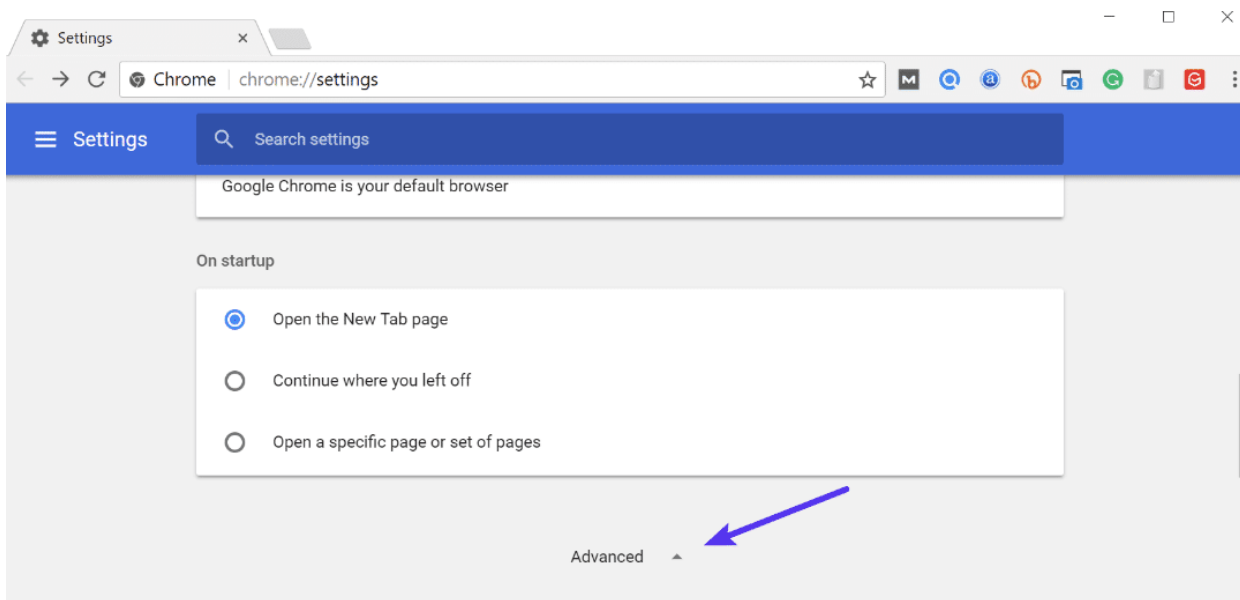 Settings
Chrome chrome://settings
Settings Search settings
Google Chrome is your default browser
On startup
Open the New Tab page
Continue where you left off
Open a specific page or set of pages
Advanced